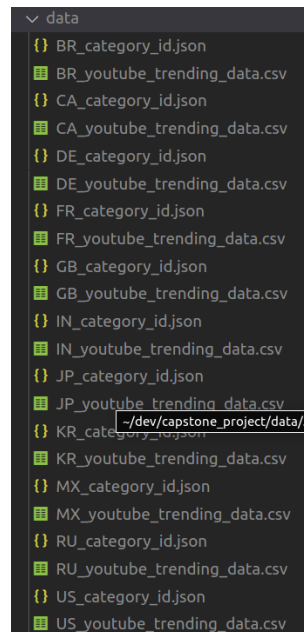 data
{} BR_category_id.json
BR_youtube_trending_data.csv
{} CA_category_id.json
CA_youtube_trending_data.csv
{} DE_category_id.json
DE_youtube_trending_data.csv
{} FR_category_id.json
FR_youtube_trending_data.csv
{} GB_category_id.json
GB_youtube_trending_data.csv
{} IN_category_id.json
IN_youtube_trending_data.csv
{} JP_category_id.json
JP_youtube_trending_data.csv
~/dev/capstone_project/data/
{} KR_category_id.json
KR_youtube_trending_data.csv
{} MX_category_id.json
MX_youtube_trending_data.csv
{} RU_category_id.json
RU_youtube_trending_data.csv
{} US_category_id.json
US_youtube_trending_data.csv